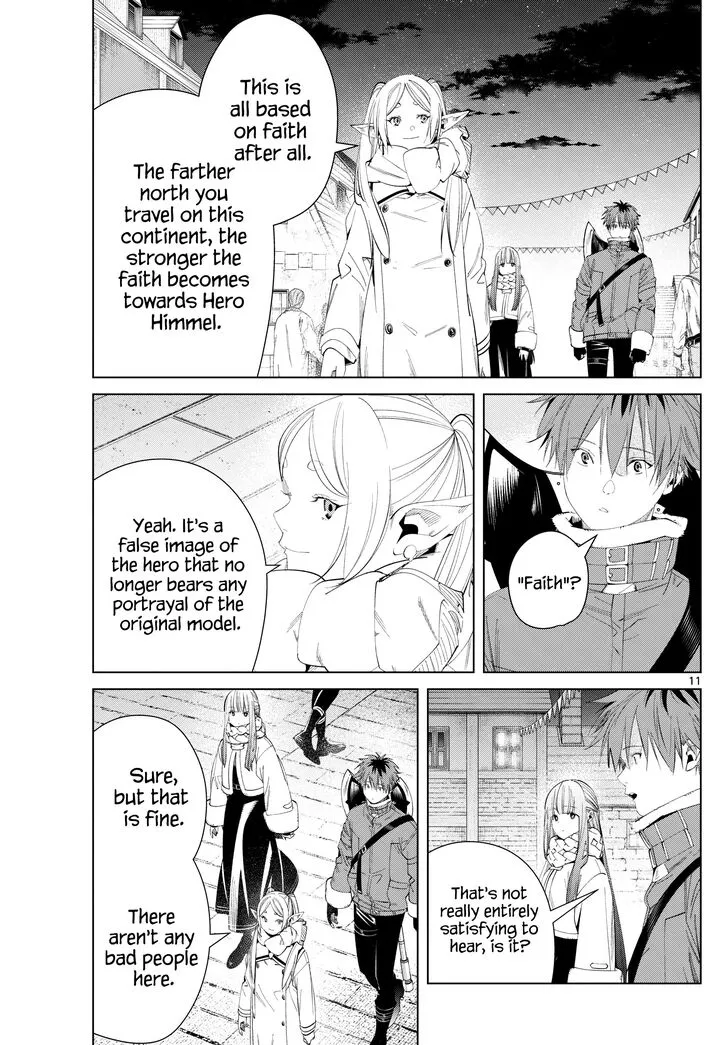 This is
all based
on faith
after all.
The farther
north you
travel on this
continent, the
stronger the
faith becomes
towards Hero
Himmel.
"Faith"?
Yeah. It's a
false image of
the hero that no
longer bears any
portrayal of the
original model.
11
That's not
really entirely
satisfying to
hear, is it?
Sure,
but that
is fine.
There
aren't any
bad people
here.